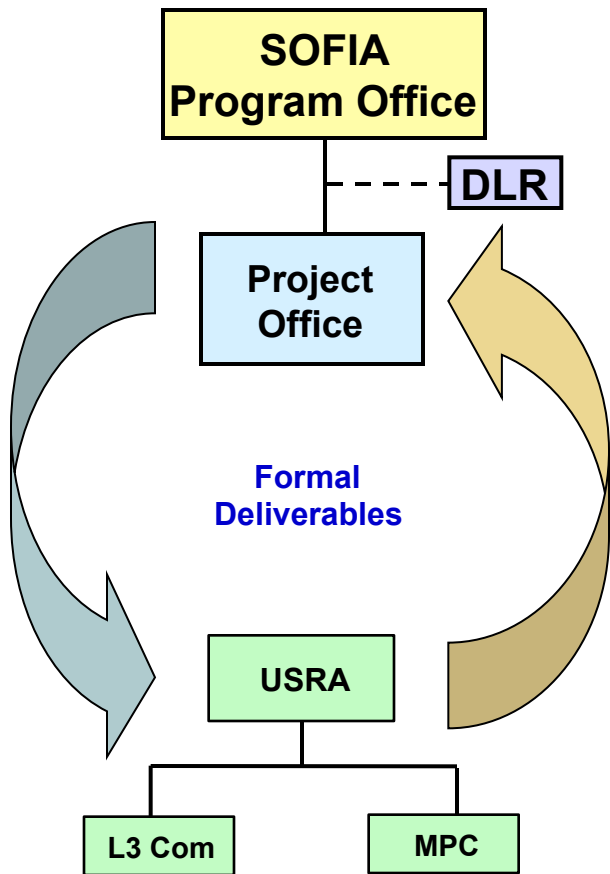 SOFIA
Program Office
DLR
Project
Office
Formal
Deliverables
USRA
L3 Com
MPC